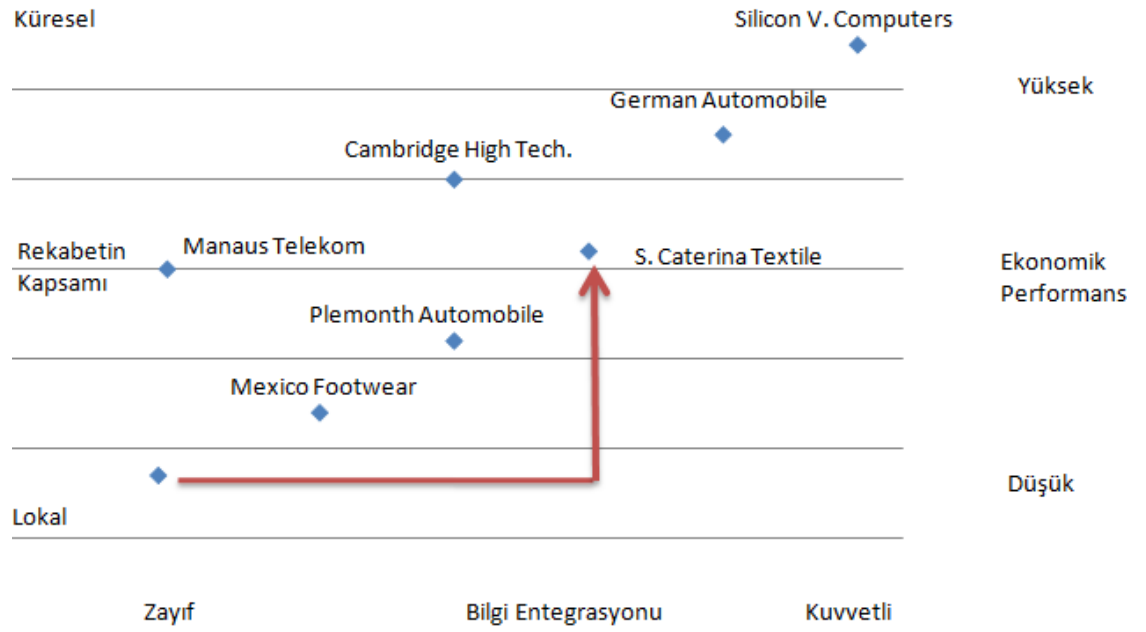 Küresel
Silicon V. Computers
Yüksek
German Automobile
Cambridge High Tech.
Rekabetin
Kapsamı
Manaus Telekom
S. Caterina Textile
Ekonomik
Performans
Plemonth Automobile
Mexico Footwear
Düşük
Lokal
Zayıf
Bilgi Entegrasyonu
Kuvvetli